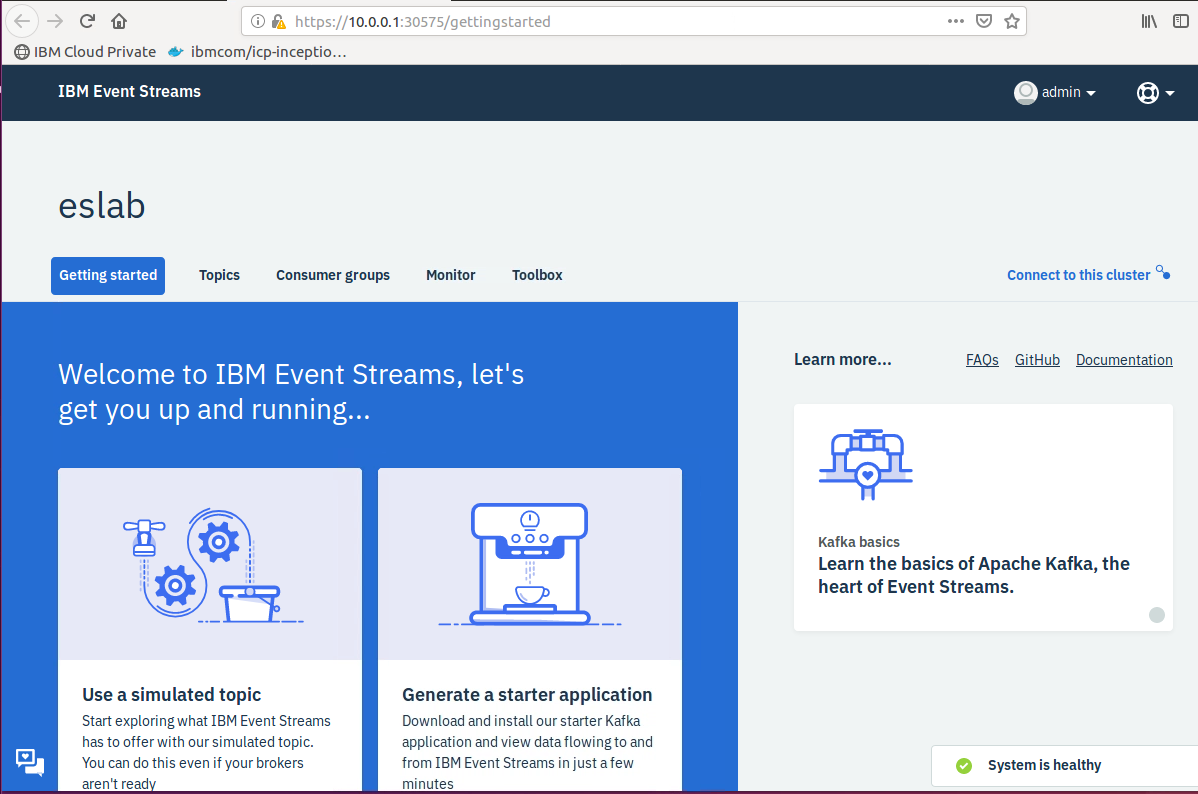 https://10.0.0.1:30575/gettingstarted
IBM Cloud Private ibmcom/icp-inceptio...
IBM Event Streams
admin
eslab
Getting started Topics Consumer groups Monitor Toolbox
Connect to this cluster
Welcome to IBM Event Streams, let's
get you up and running...
Use a simulated topic
Start exploring what IBM Event Streams
has to offer with our simulated topic.
You can do this even if your brokers
aren't ready
Generate a starter application
Download and install our starter Kafka
application and view data flowing to and
from IBM Event Streams in just a few
minutes
Learn more...
FAQs GitHub Documentation
Kafka basics
Learn the basics of Apache Kafka, the
heart of Event Streams.
System is healthy